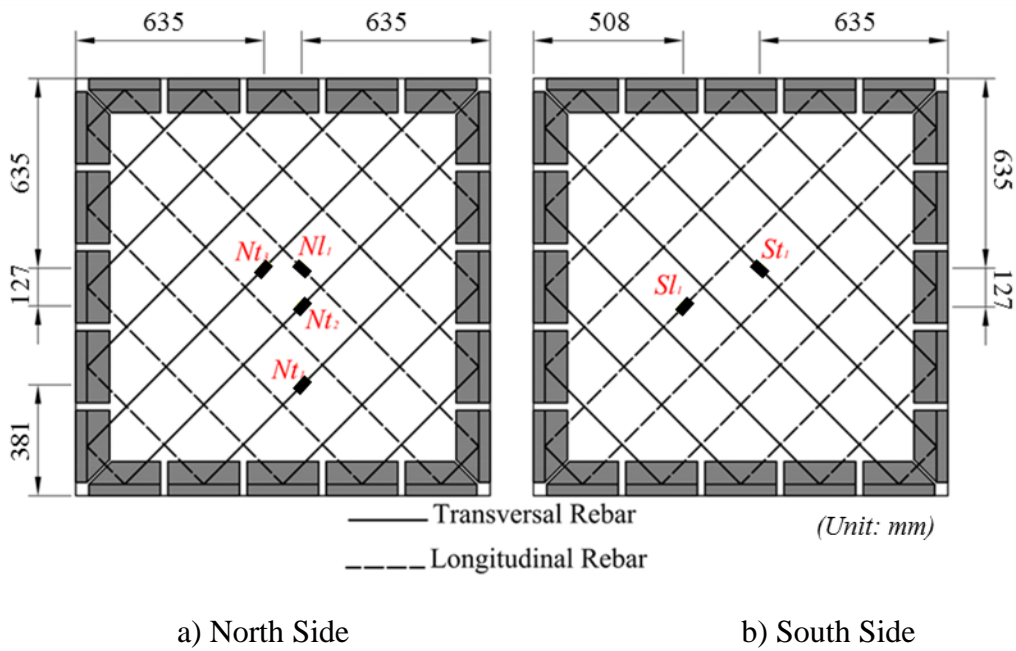 635 635 508 635
635 635
Nt₃ Nl₁ St₁
127 Sl₁ 127
Nt₂
Nt₁
381
Transversal Rebar
(Unit: mm)
Longitudinal Rebar
a) North Side b) South Side